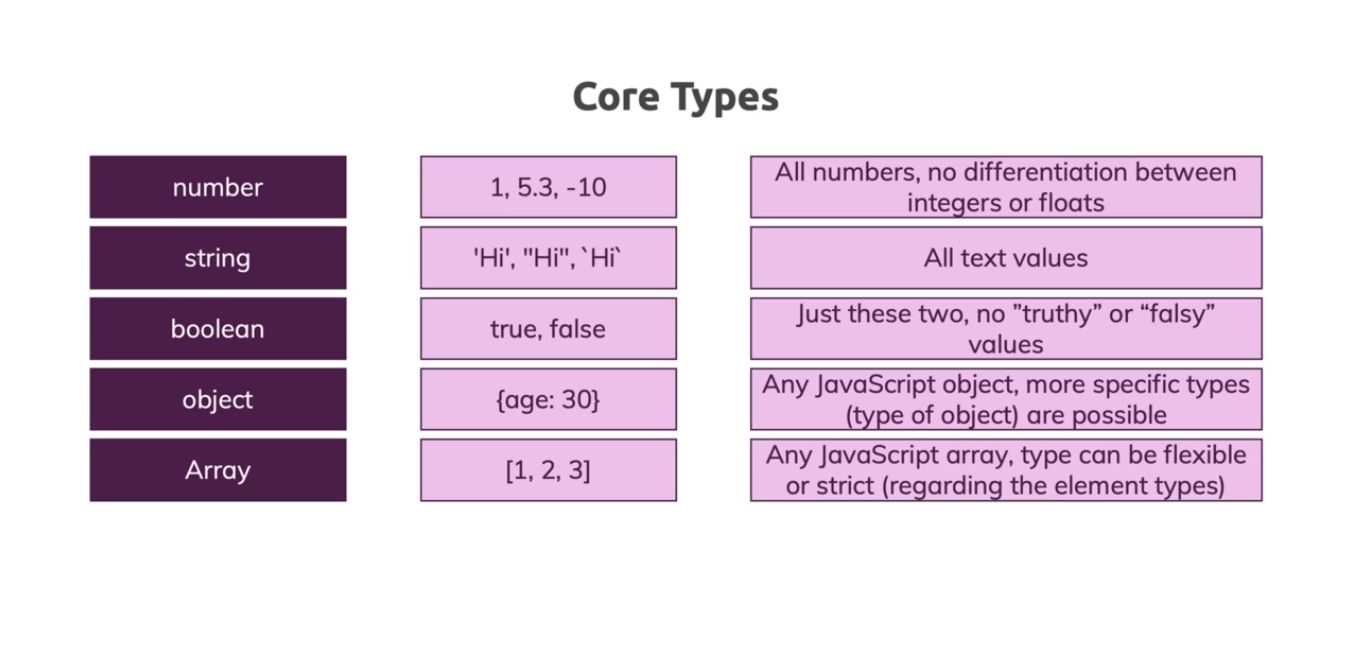 Core Types
number
1, 5.3, -10
All numbers, no differentiation between
integers or floats
string
'Hi', "Hi", `Hi`
All text values
boolean
true, false
Just these two, no ”truthy” or “falsy”
values
object
{age: 30}
Any JavaScript object, more specific types
(type of object) are possible
Array
[1, 2, 3]
Any JavaScript array, type can be flexible
or strict (regarding the element types)